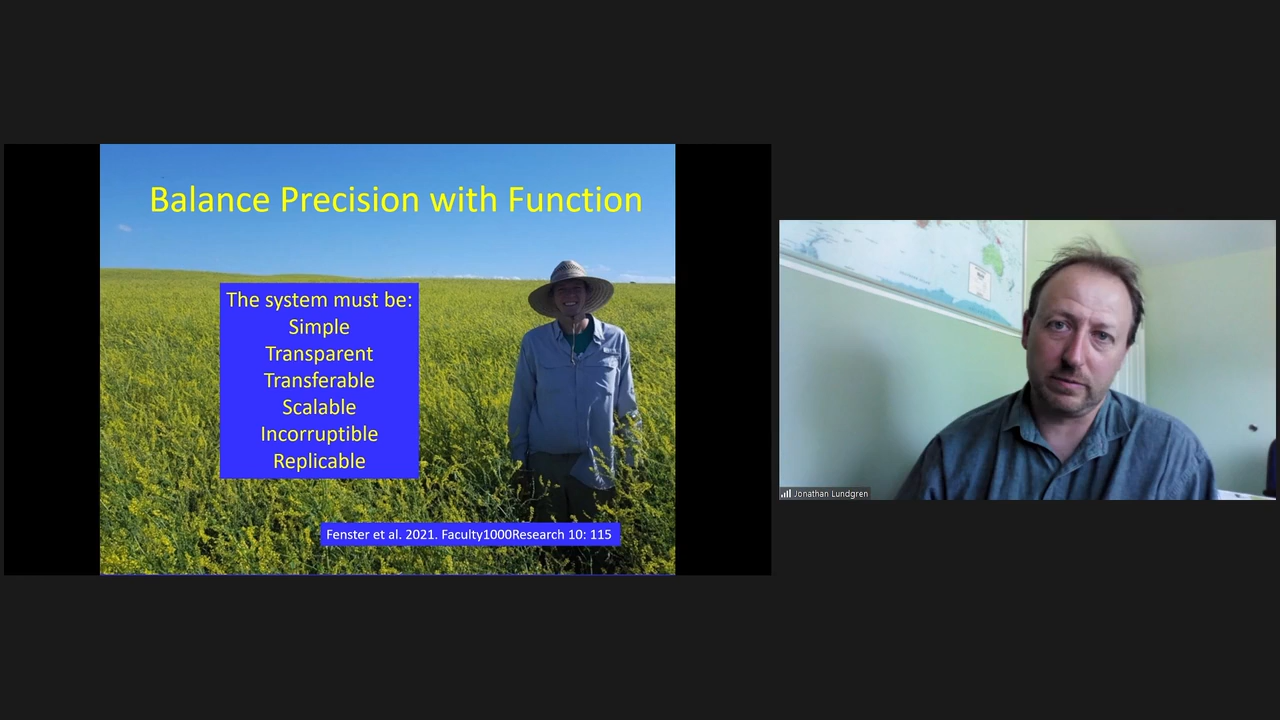 Balance Precision with Function
The system must be:
Simple
Transparent
Transferable
Scalable
Incorruptible
Replicable
Fenster et al. 2021. Faculty1000Research 10: 115
Jonathan Lundgren